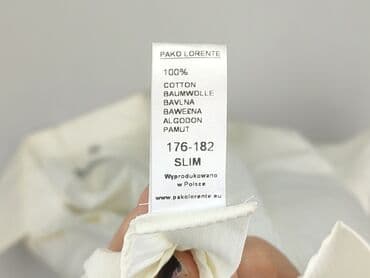 PAKO LORENTE
100%
COTTON
BAUMWOLLE
BAVLNA
BAWEŁNA
ALGODON
PAMUT
176-182
SLIM
Wyprodukowano
w Polsce
www.pakolorente.eu